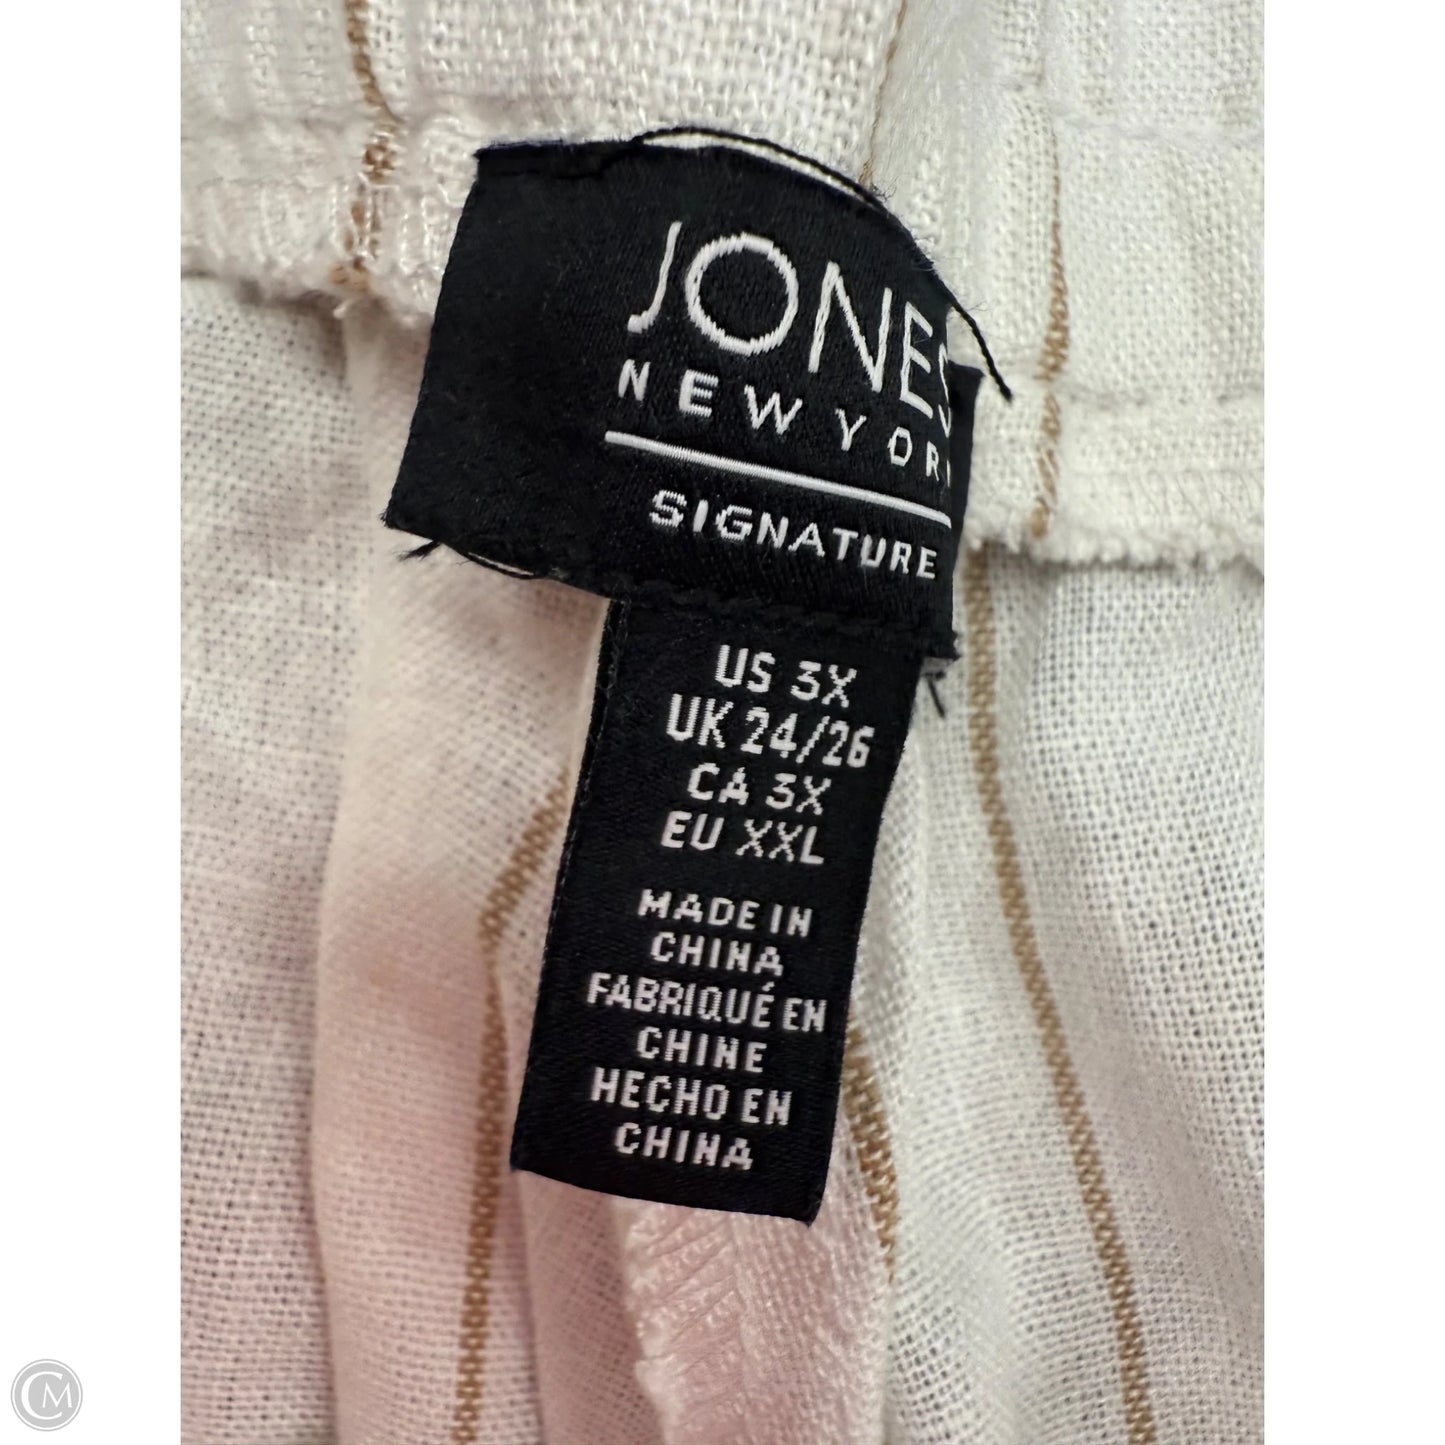 JONES
NEW YORK
SIGNATURE
US 3X
UK 24/26
CA 3X
EU XXL
MADE IN
CHINA
FABRIQUÉ EN
CHINE
HECHO EN
CHINA
CM